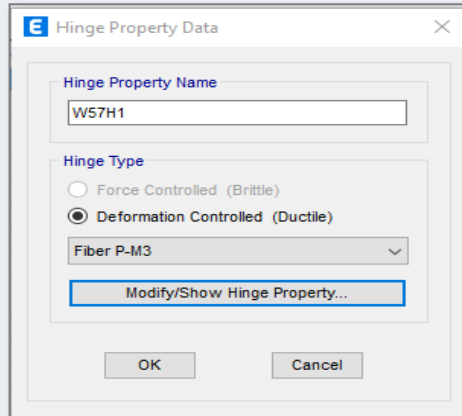 E Hinge Property Data
Hinge Property Name
W57H1
Hinge Type
Force Controlled (Brittle)
Deformation Controlled (Ductile)
Fiber P-M3
Modify/Show Hinge Property...
OK Cancel